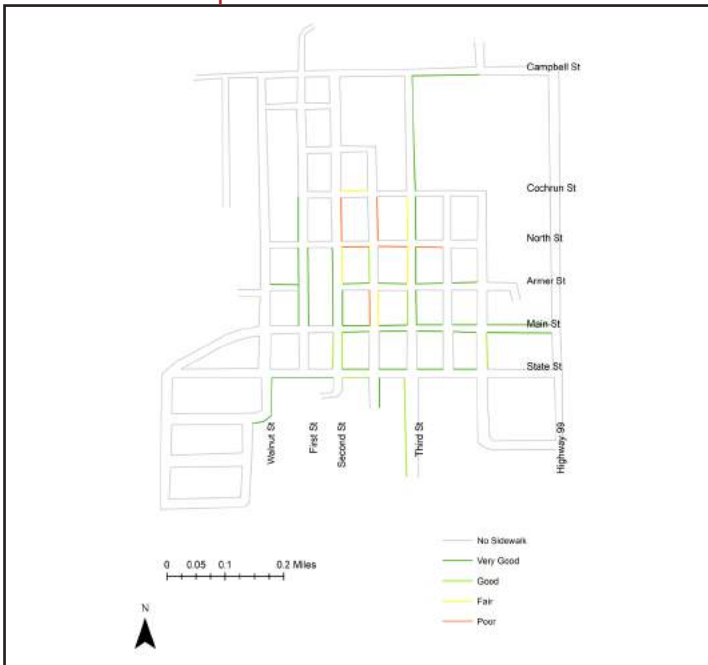 Campbell St
Cochrun St
North St
Armer St
Main St
State St
Walnut St
First St
Second St
Third St
Highway 99
0 0.05 0.1 0.2 Miles
No Sidewalk
Very Good
Good
Fair
Poor
N